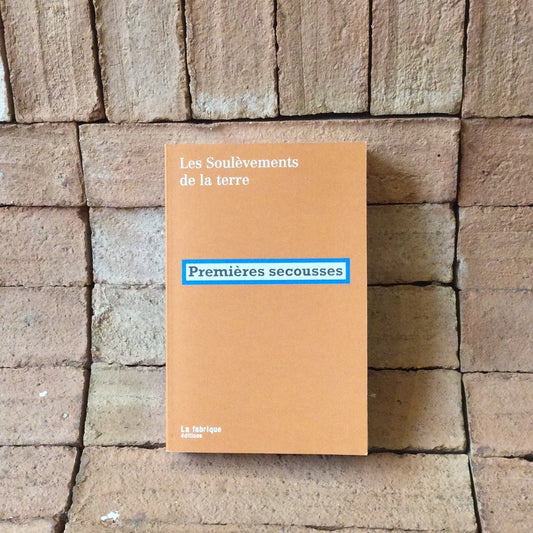 Les Soulèvements
de la terre
Premières secousses
La fabrique
éditions